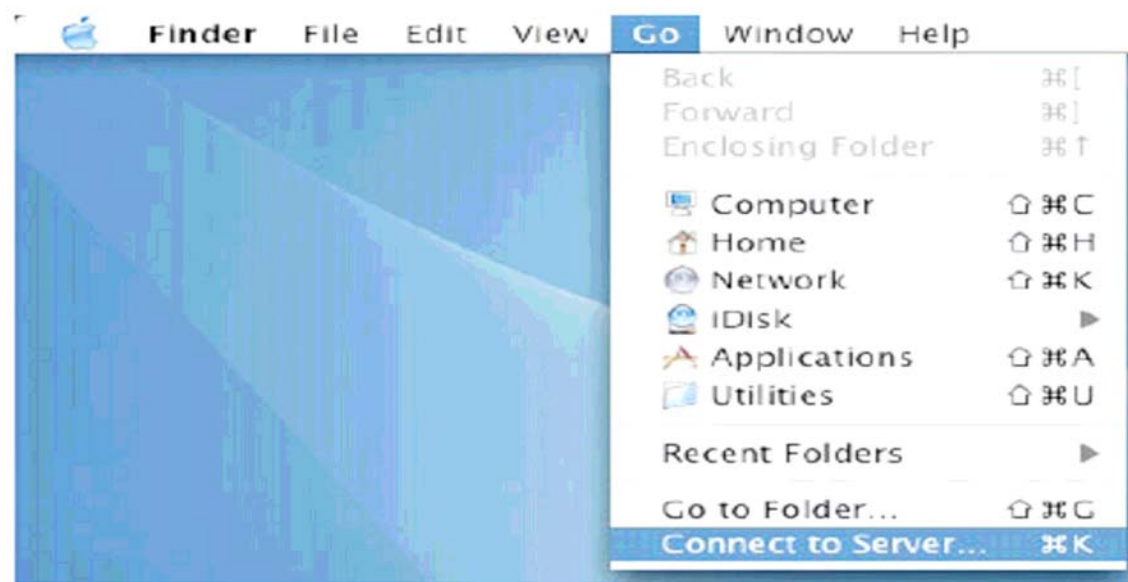 Finder File Edit View Go Window Help
Back ⌘[
Forward ⌘]
Enclosing Folder ⌘↑
Computer ⇧⌘C
Home ⇧⌘H
Network ⇧⌘K
iDisk
Applications ⇧⌘A
Utilities ⇧⌘U
Recent Folders
Go to Folder... ⇧⌘G
Connect to Server... ⌘K